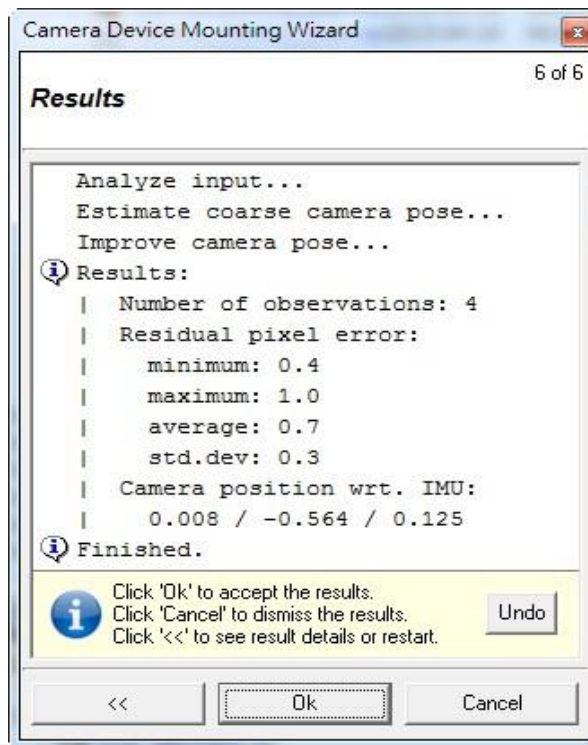 Camera Device Mounting Wizard
6 of 6
Results
Analyze input...
Estimate coarse camera pose...
Improve camera pose...
Results:
| Number of observations: 4
| Residual pixel error:
| minimum: 0.4
| maximum: 1.0
| average: 0.7
| std.dev: 0.3
| Camera position wrt. IMU:
| 0.008 / -0.564 / 0.125
Finished.
Click 'Ok' to accept the results.
Click 'Cancel' to dismiss the results.
Click '<<' to see result details or restart.
Undo
<< Ok Cancel